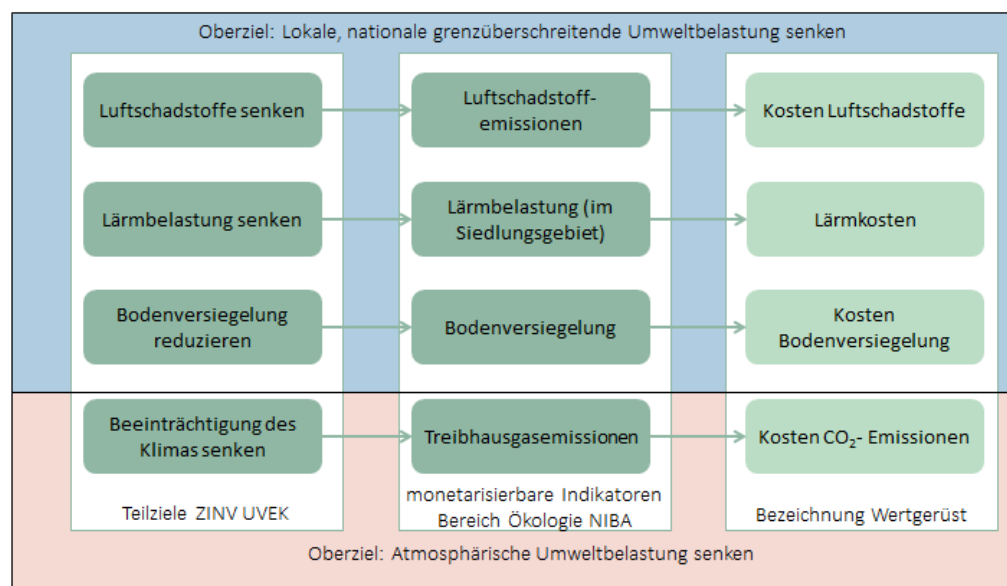 Oberziel: Lokale, nationale grenzüberschreitende Umweltbelastung senken
Luftschadstoffe senken
Luftschadstoff-
emissionen
Kosten Luftschadstoffe
Lärmbelastung senken
Lärmbelastung (im
Siedlungsgebiet)
Lärmkosten
Bodenversiegelung
reduzieren
Bodenversiegelung
Kosten
Bodenversiegelung
Beeinträchtigung des
Klimas senken
Treibhausgasemissionen
Kosten CO₂- Emissionen
Teilziele ZINV UVEK
monetarisierbare Indikatoren
Bereich Ökologie NIBA
Bezeichnung Wertgerüst
Oberziel: Atmosphärische Umweltbelastung senken